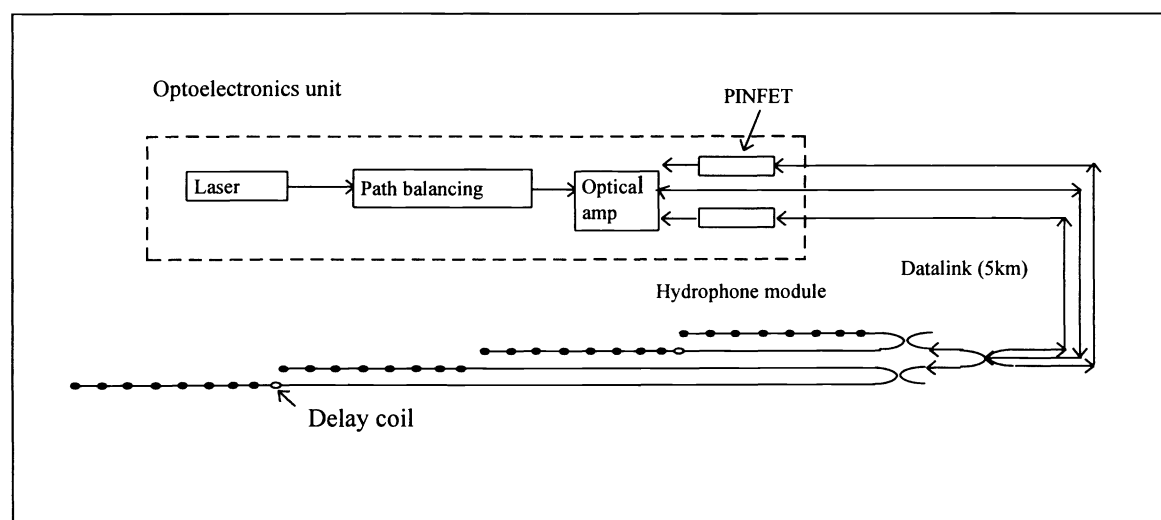 Optoelectronics unit
PINFET
Laser
Path balancing
Optical
amp
Datalink (5km)
Hydrophone module
Delay coil